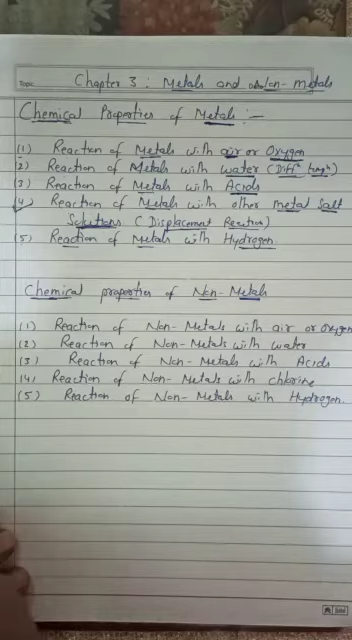 Topic
Chapter 3 : Metals and Non-metals
Chemical Properties of Metals :-
(1) Reaction of Metals with air or Oxygen
(2) Reaction of Metals with water (Diff^n temp^n)
(3) Reaction of Metals with Acids
(4) Reaction of Metals with other metal Salt
Solutions. (Displacement Reaction)
(5) Reaction of Metals with Hydrogen.
Chemical properties of Non-Metals
(1) Reaction of Non-Metals with air or oxygen
(2) Reaction of Non-Metals with water
(3) Reaction of Non-Metals with Acids
(4) Reaction of Non-Metals with chlorine
(5) Reaction of Non-Metals with Hydrogen.